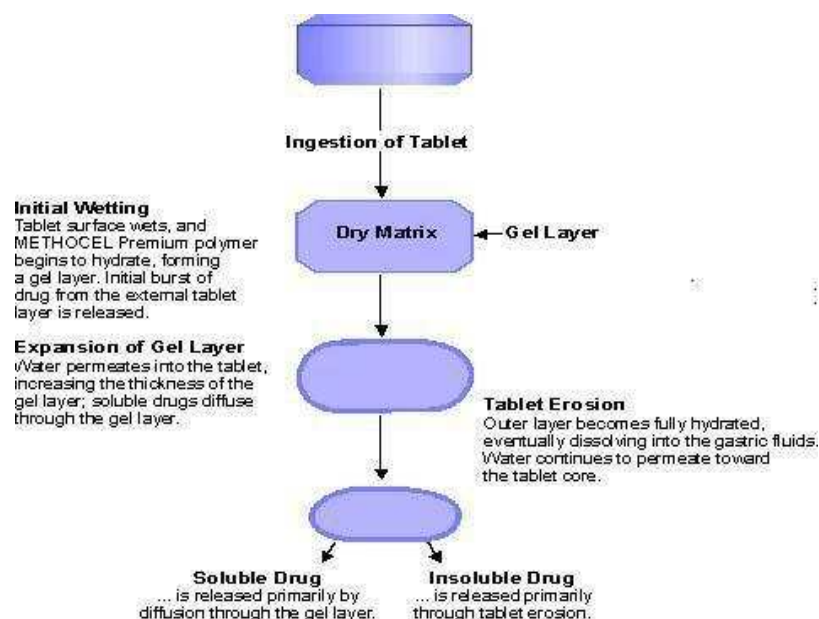 Ingestion of Tablet
Initial Wetting
Tablet surface wets, and
METHOCEL Premium polymer
begins to hydrate, forming
a gel layer. Initial burst of
drug from the external tablet
layer is released.
Dry Matrix
Gel Layer
Expansion of Gel Layer
Water permeates into the tablet,
increasing the thickness of the
gel layer; soluble drugs diffuse
through the gel layer.
Tablet Erosion
Outer layer becomes fully hydrated,
eventually dissolving into the gastric fluids.
Water continues to permeate toward
the tablet core.
Soluble Drug
... is released primarily by
diffusion through the gel layer.
Insoluble Drug
... is released primarily
through tablet erosion.